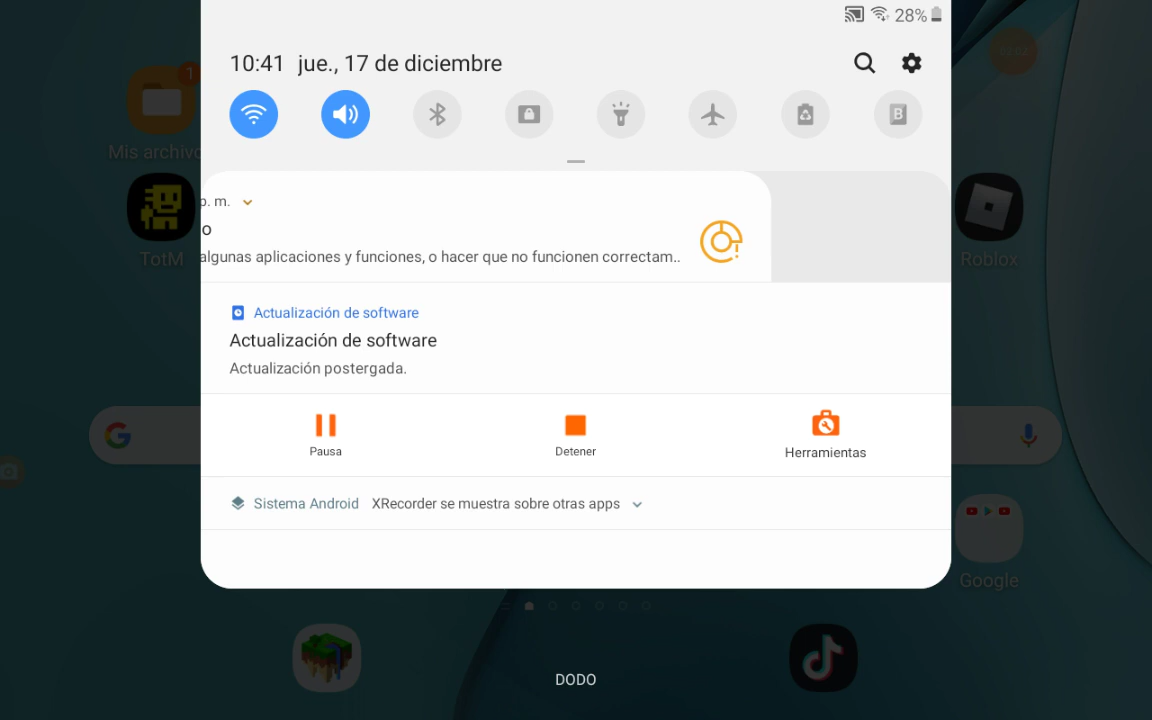 28%
10:41 jue., 17 de diciembre
Mis archivo
p. m.
o
algunas aplicaciones y funciones, o hacer que no funcionen correctam..
TotM
Roblox
Actualización de software
Actualización de software
Actualización postergada.
Pausa
Detener
Herramientas
Sistema Android XRecorder se muestra sobre otras apps
Google
DODO